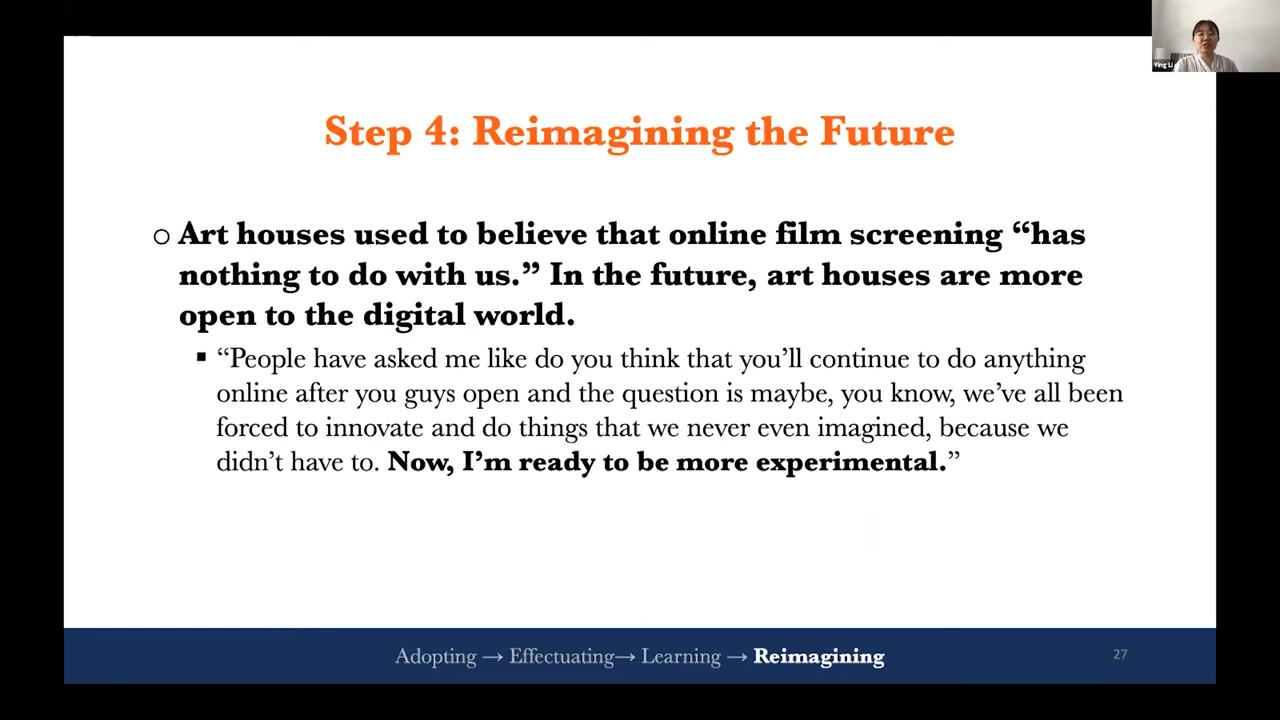 Ying Li
Step 4: Reimagining the Future
○ Art houses used to believe that online film screening “has
nothing to do with us.” In the future, art houses are more
open to the digital world.
▪ “People have asked me like do you think that you’ll continue to do anything
online after you guys open and the question is maybe, you know, we’ve all been
forced to innovate and do things that we never even imagined, because we
didn’t have to. Now, I’m ready to be more experimental.”
Adopting → Effectuating→ Learning → Reimagining
27